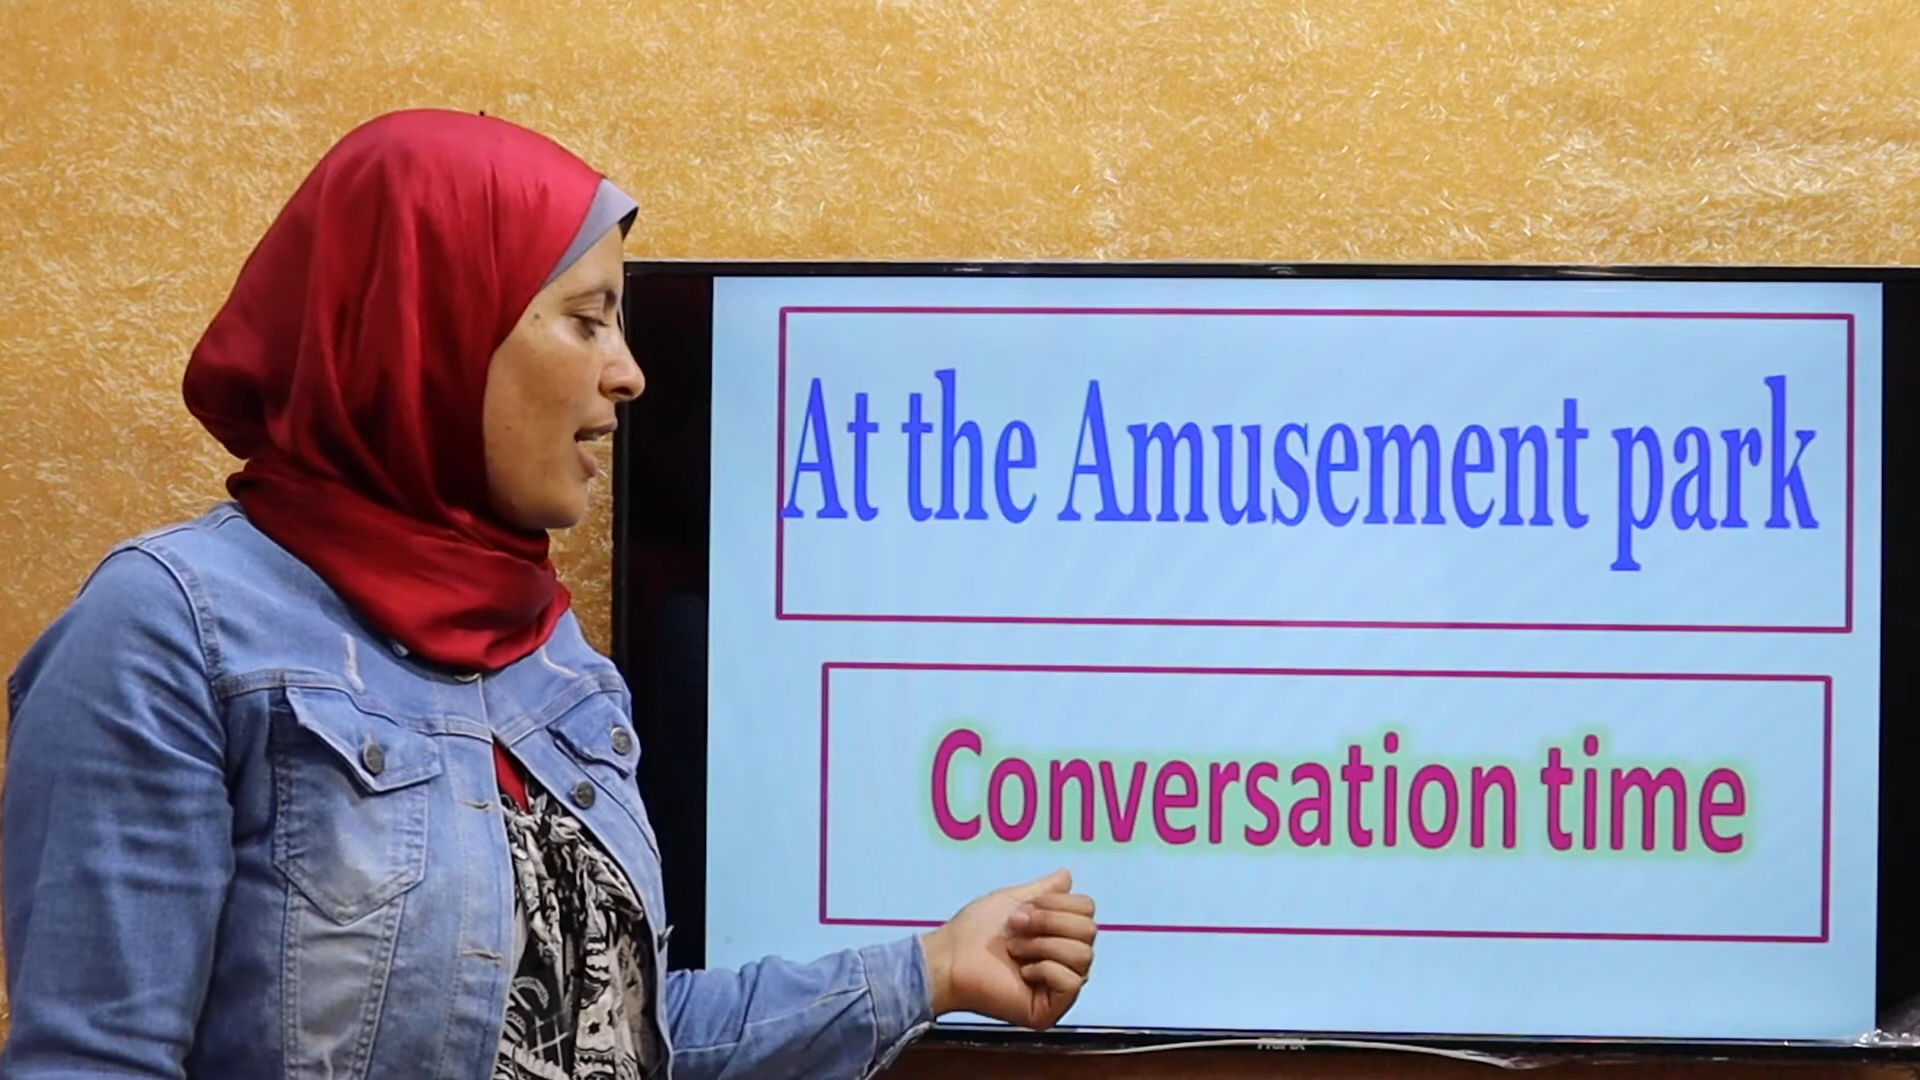 At the Amusement park
Conversation time